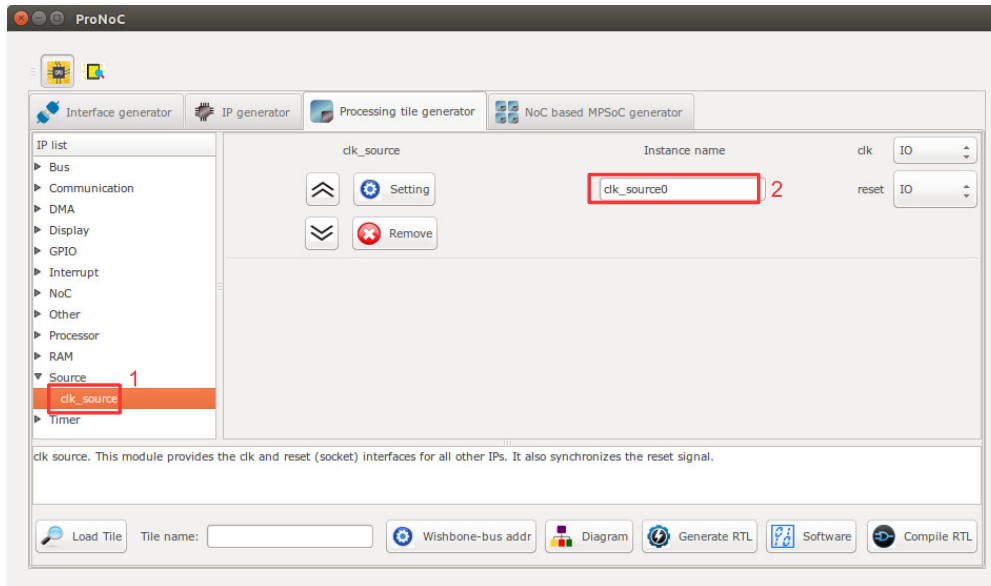 ProNoC
Interface generator
IP generator
Processing tile generator
NoC based MPSoC generator
IP list
Bus
Communication
DMA
Display
GPIO
Interrupt
NoC
Other
Processor
RAM
Source
1
clk_source
Timer
clk_source
Instance name
clk
IO
Setting
clk_source0
2
reset
IO
Remove
clk source. This module provides the clk and reset (socket) interfaces for all other IPs. It also synchronizes the reset signal.
Load Tile
Tile name:
Wishbone-bus addr
Diagram
Generate RTL
Software
Compile RTL